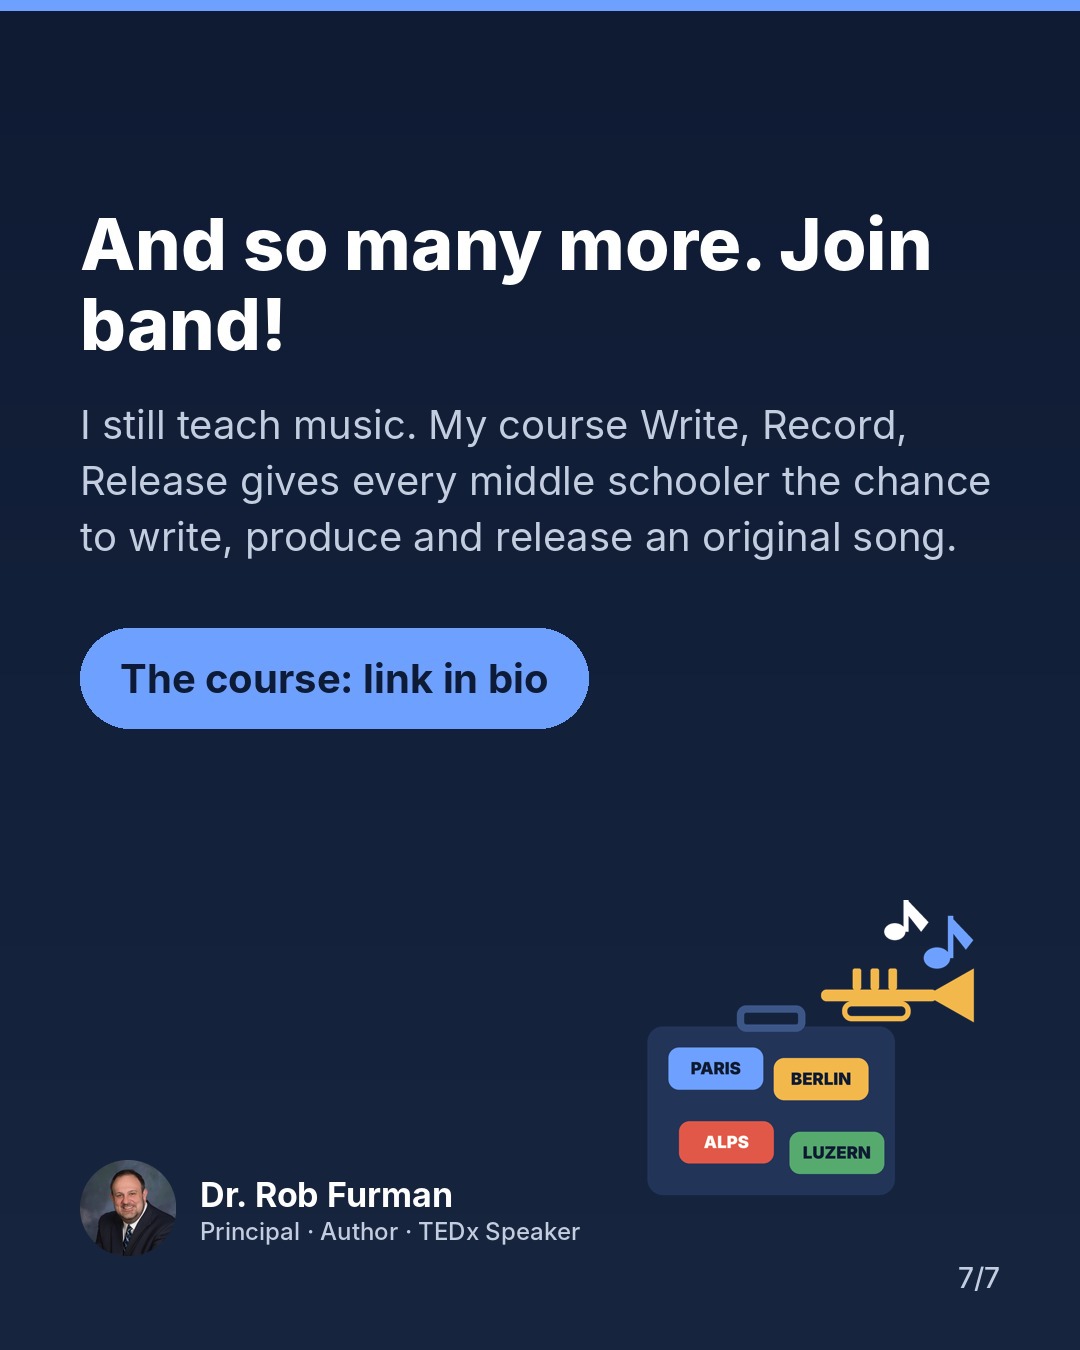 And so many more. Join
band!
I still teach music. My course Write, Record,
Release gives every middle schooler the chance
to write, produce and release an original song.
The course: link in bio
PARIS
BERLIN
ALPS
LUZERN
Dr. Rob Furman
Principal · Author · TEDx Speaker
7/7